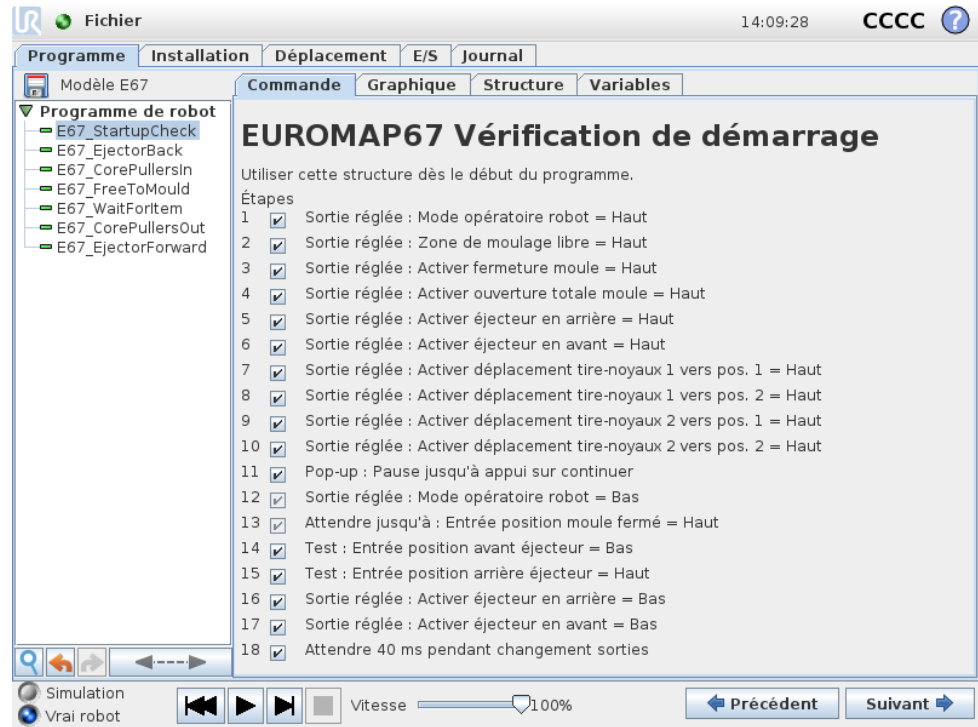 UR Fichier 14:09:28 CCCC ?
Programme Installation Déplacement E/S Journal
Modèle E67
Commande Graphique Structure Variables
Programme de robot
E67_StartupCheck
E67_EjectorBack
E67_CorePullersIn
E67_FreeToMould
E67_WaitForItem
E67_CorePullersOut
E67_EjectorForward
EUROMAP67 Vérification de démarrage
Utiliser cette structure dès le début du programme.
Étapes
1 Sortie réglée : Mode opératoire robot = Haut
2 Sortie réglée : Zone de moulage libre = Haut
3 Sortie réglée : Activer fermeture moule = Haut
4 Sortie réglée : Activer ouverture totale moule = Haut
5 Sortie réglée : Activer éjecteur en arrière = Haut
6 Sortie réglée : Activer éjecteur en avant = Haut
7 Sortie réglée : Activer déplacement tire-noyaux 1 vers pos. 1 = Haut
8 Sortie réglée : Activer déplacement tire-noyaux 1 vers pos. 2 = Haut
9 Sortie réglée : Activer déplacement tire-noyaux 2 vers pos. 1 = Haut
10 Sortie réglée : Activer déplacement tire-noyaux 2 vers pos. 2 = Haut
11 Pop-up : Pause jusqu'à appui sur continuer
12 Sortie réglée : Mode opératoire robot = Bas
13 Attendre jusqu'à : Entrée position moule fermé = Haut
14 Test : Entrée position avant éjecteur = Bas
15 Test : Entrée position arrière éjecteur = Haut
16 Sortie réglée : Activer éjecteur en arrière = Bas
17 Sortie réglée : Activer éjecteur en avant = Bas
18 Attendre 40 ms pendant changement sorties
Simulation
Vrai robot
Vitesse 100%
Précédent Suivant